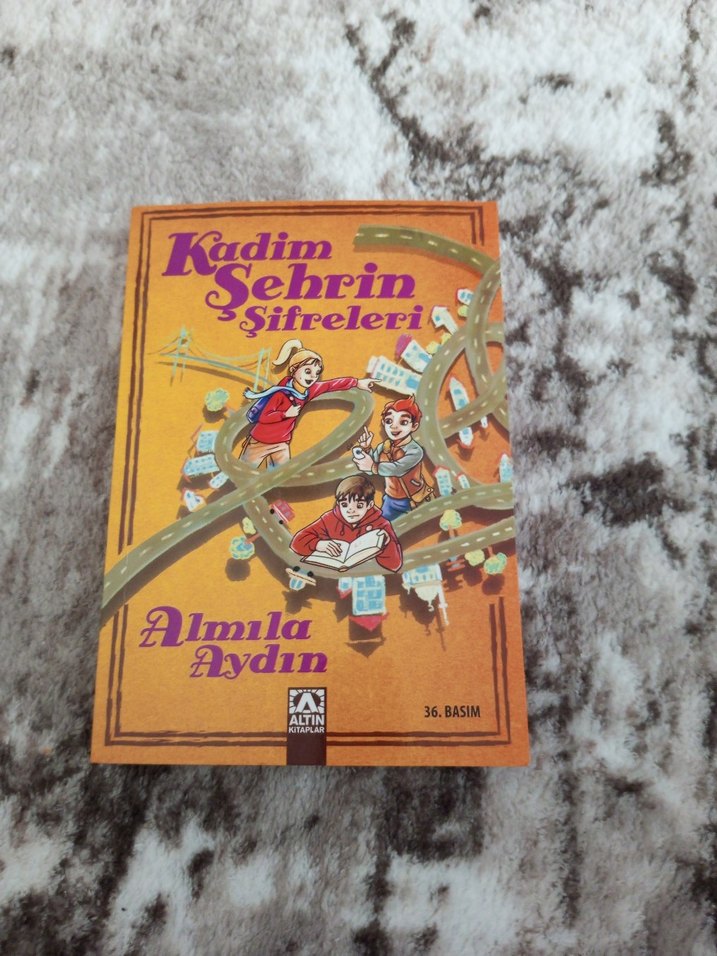 Kadim
Şehrin
Şifreleri
Almıla
Aydın
ALTIN
KİTAPLAR
36. BASIM